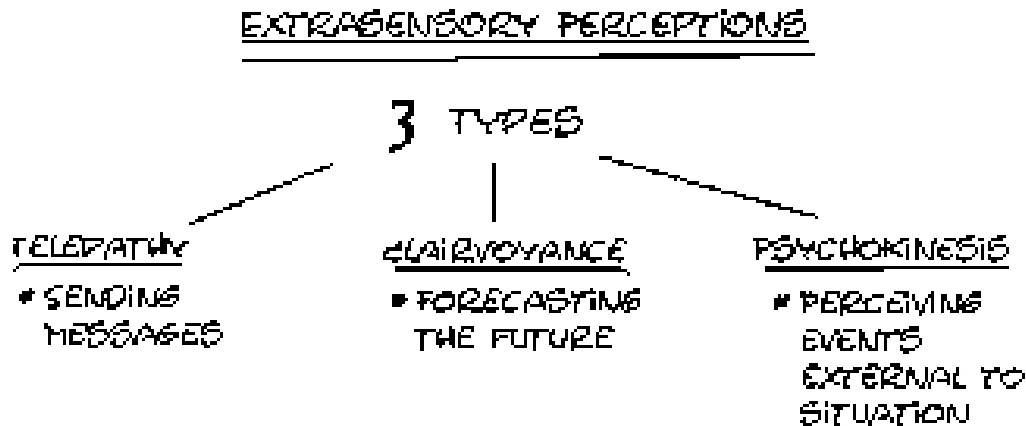 EXTRASENSORY PERCEPTIONS
3 TYPES
TELEPATHY
* SENDING
MESSAGES
CLAIRVOYANCE
* FORECASTING
THE FUTURE
PSYCHOKINESIS
* PERCEIVING
EVENTS
EXTERNAL TO
SITUATION